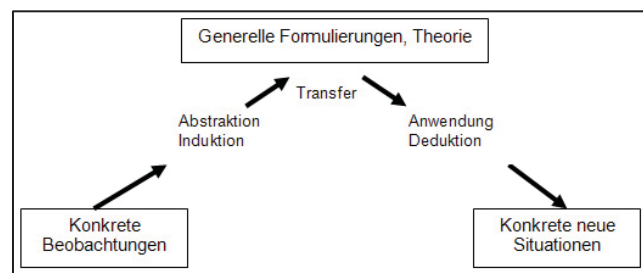 Generelle Formulierungen, Theorie
Transfer
Abstraktion
Induktion
Anwendung
Deduktion
Konkrete
Beobachtungen
Konkrete neue
Situationen